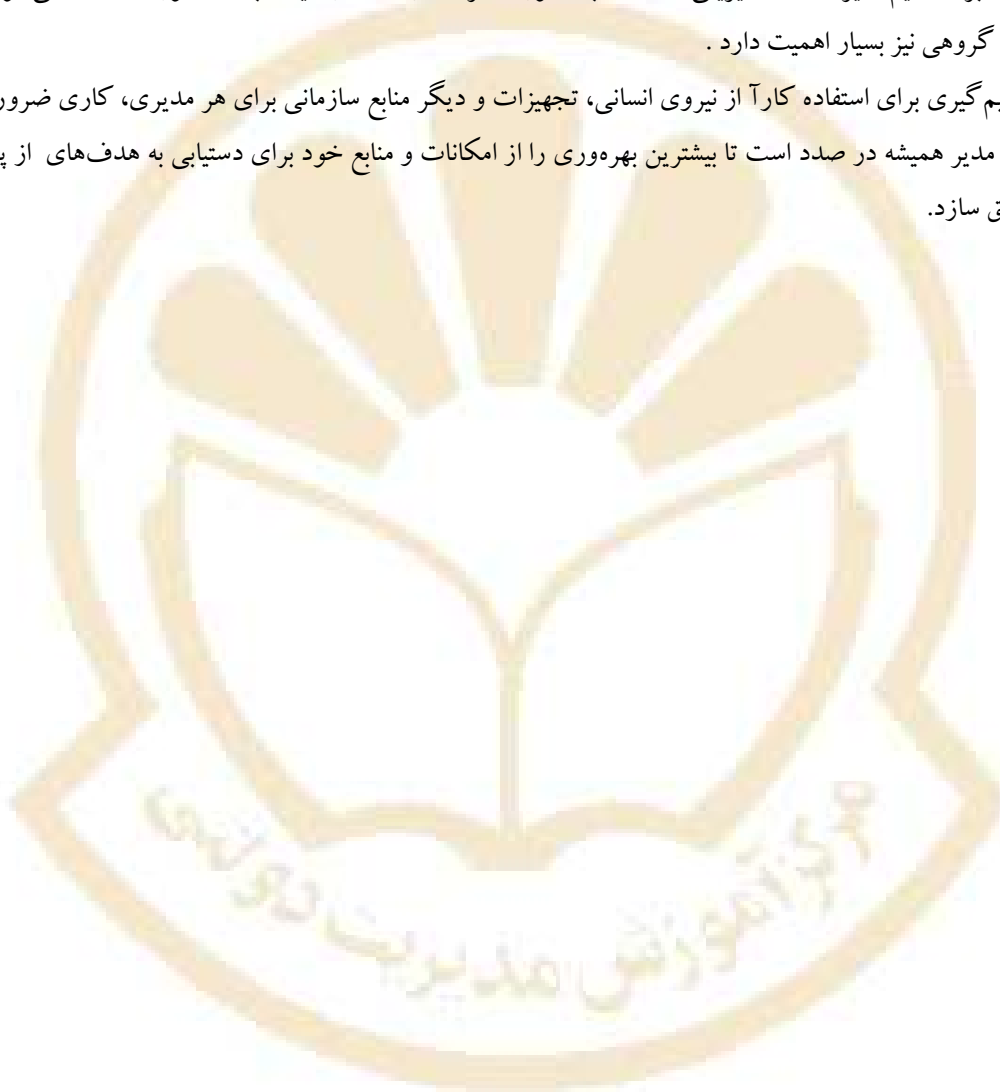 گروهی نیز بسیار اهمیت دارد .
یم‌گیری برای استفاده کارآ از نیروی انسانی، تجهیزات و دیگر منابع سازمانی برای هر مدیری، کاری ضرور
مدیر همیشه در صدد است تا بیشترین بهره‌وری را از امکانات و منابع خود برای دستیابی به هدف‌های از پ
ق سازد.
مرکز آموزش مدیریت دولتی